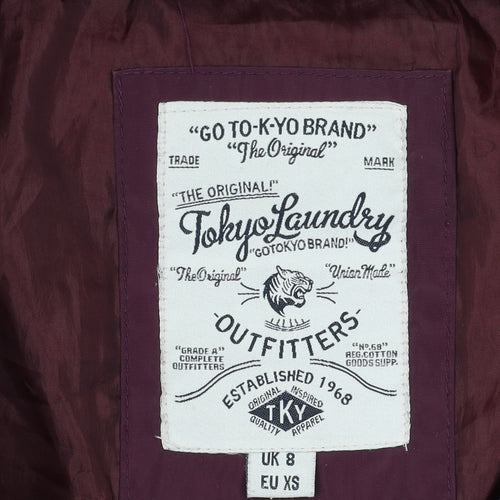 "GO TO-K-YO BRAND"
"The Original"
TRADE MARK
"THE ORIGINAL!"
Tokyo Laundry
"GOTOKYO BRAND!"
"The Original" "Union Made"
-OUTFITTERS-
"GRADE A" COMPLETE OUTFITTERS
"Nº.68" REG.COTTON GOODS SUPP.
ESTABLISHED 1968
ORIGINAL INSPIRED
TKY
QUALITY APPAREL
UK 8
EU XS